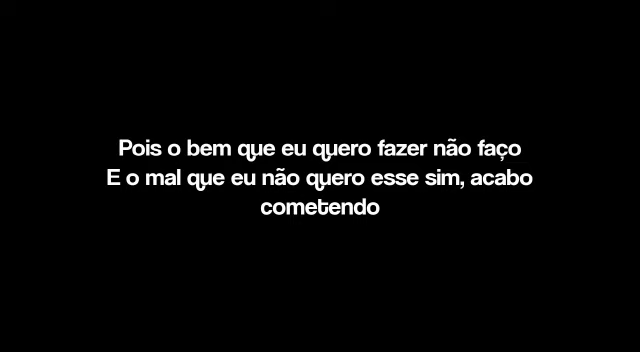 Pois o bem que eu quero fazer não faço
E o mal que eu não quero esse sim, acabo
cometendo